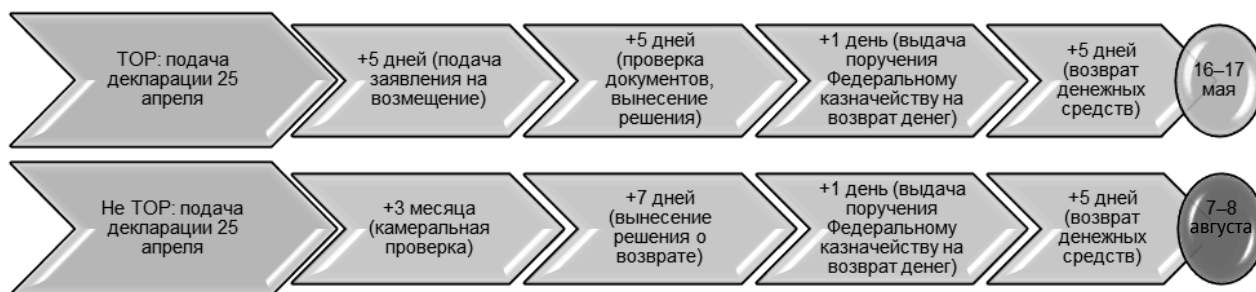 ТОР: подача
декларации 25
апреля
+5 дней (подача
заявления на
возмещение)
+5 дней
(проверка
документов,
вынесение
решения)
+1 день (выдача
поручения
Федеральному
казначейству на
возврат денег)
+5 дней
(возврат
денежных
средств)
16–17
мая
Не ТОР: подача
декларации 25
апреля
+3 месяца
(камеральная
проверка)
+7 дней
(вынесение
решения о
возврате)
+1 день (выдача
поручения
Федеральному
казначейству на
возврат денег)
+5 дней
(возврат
денежных
средств)
7–8
августа